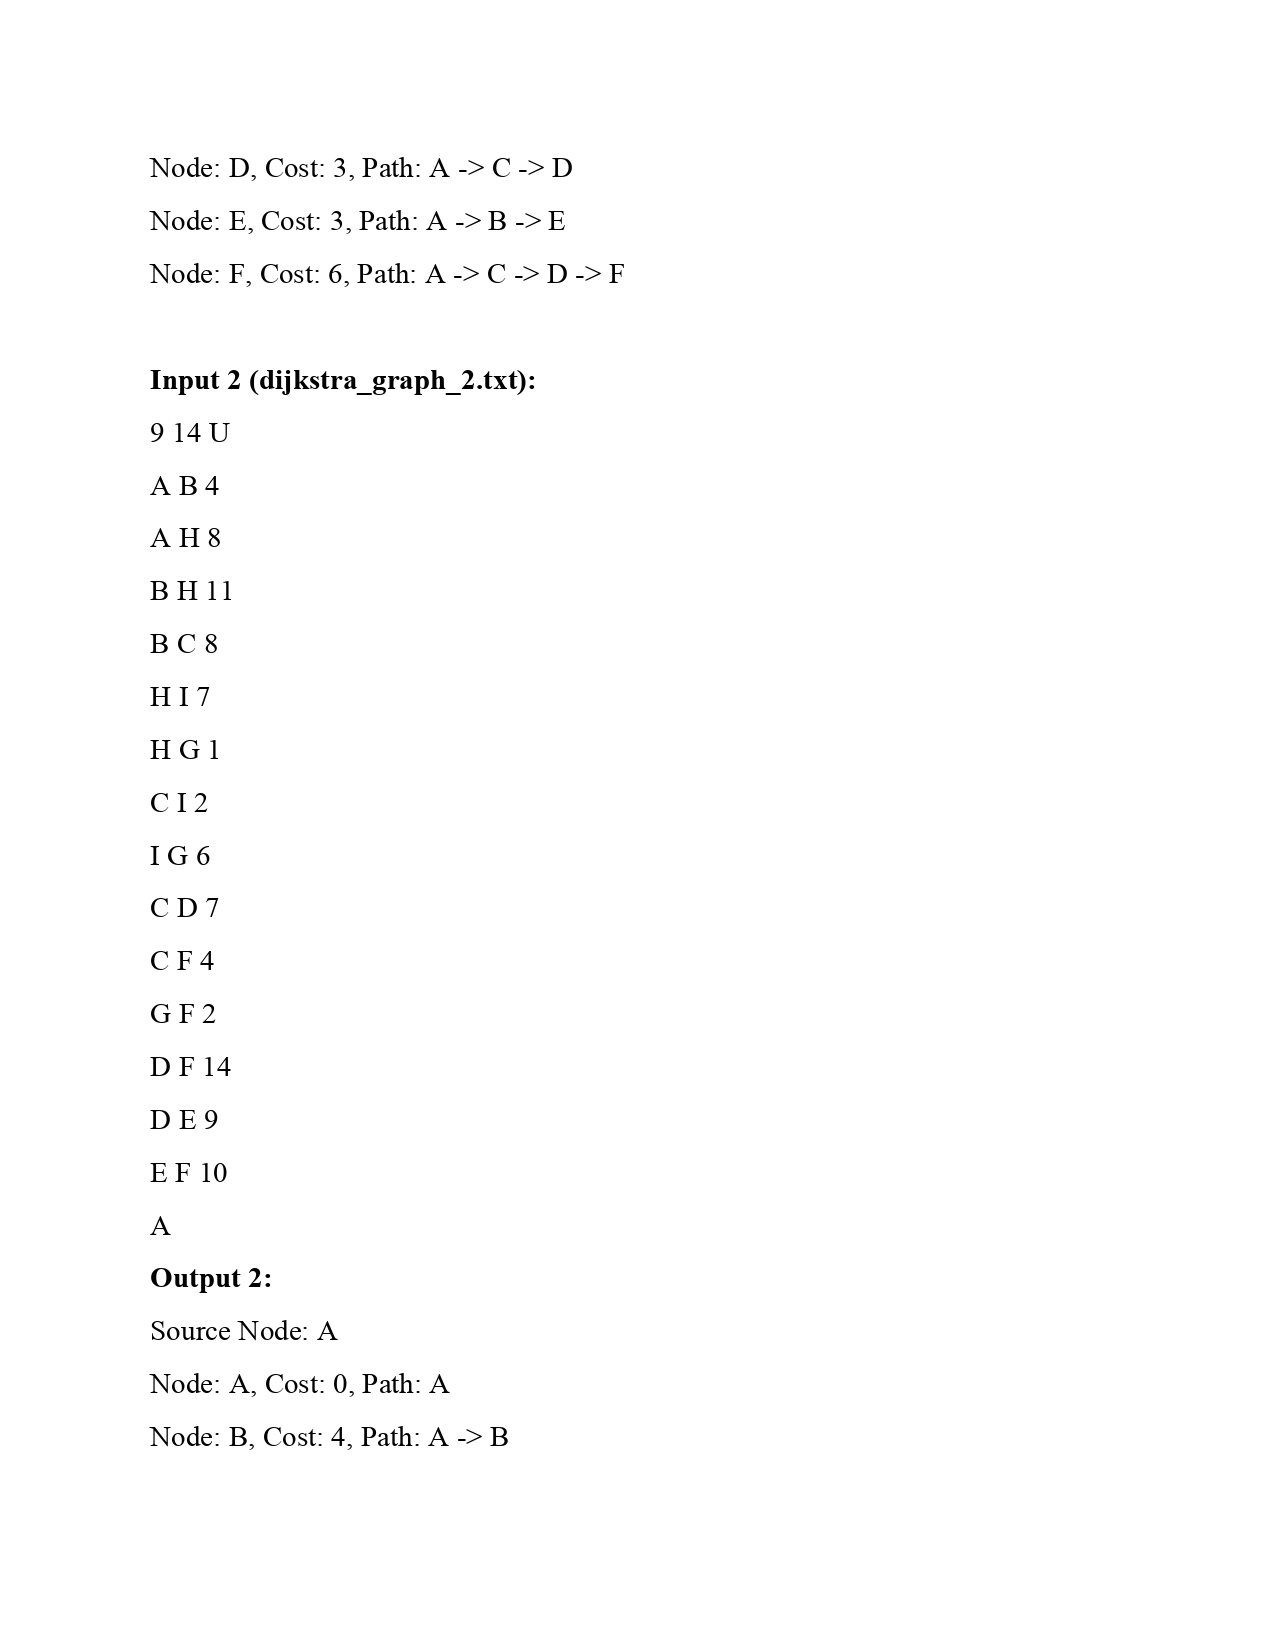 Node: D, Cost: 3, Path: A -> C -> D
Node: E, Cost: 3, Path: A -> B -> E
Node: F, Cost: 6, Path: A -> C -> D -> F
Input 2 (dijkstra_graph_2.txt):
9 14 U
A B 4
A H 8
B H 11
B C 8
H I 7
H G 1
C I 2
I G 6
C D 7
C F 4
G F 2
D F 14
D E 9
E F 10
A
Output 2:
Source Node: A
Node: A, Cost: 0, Path: A
Node: B, Cost: 4, Path: A -> B